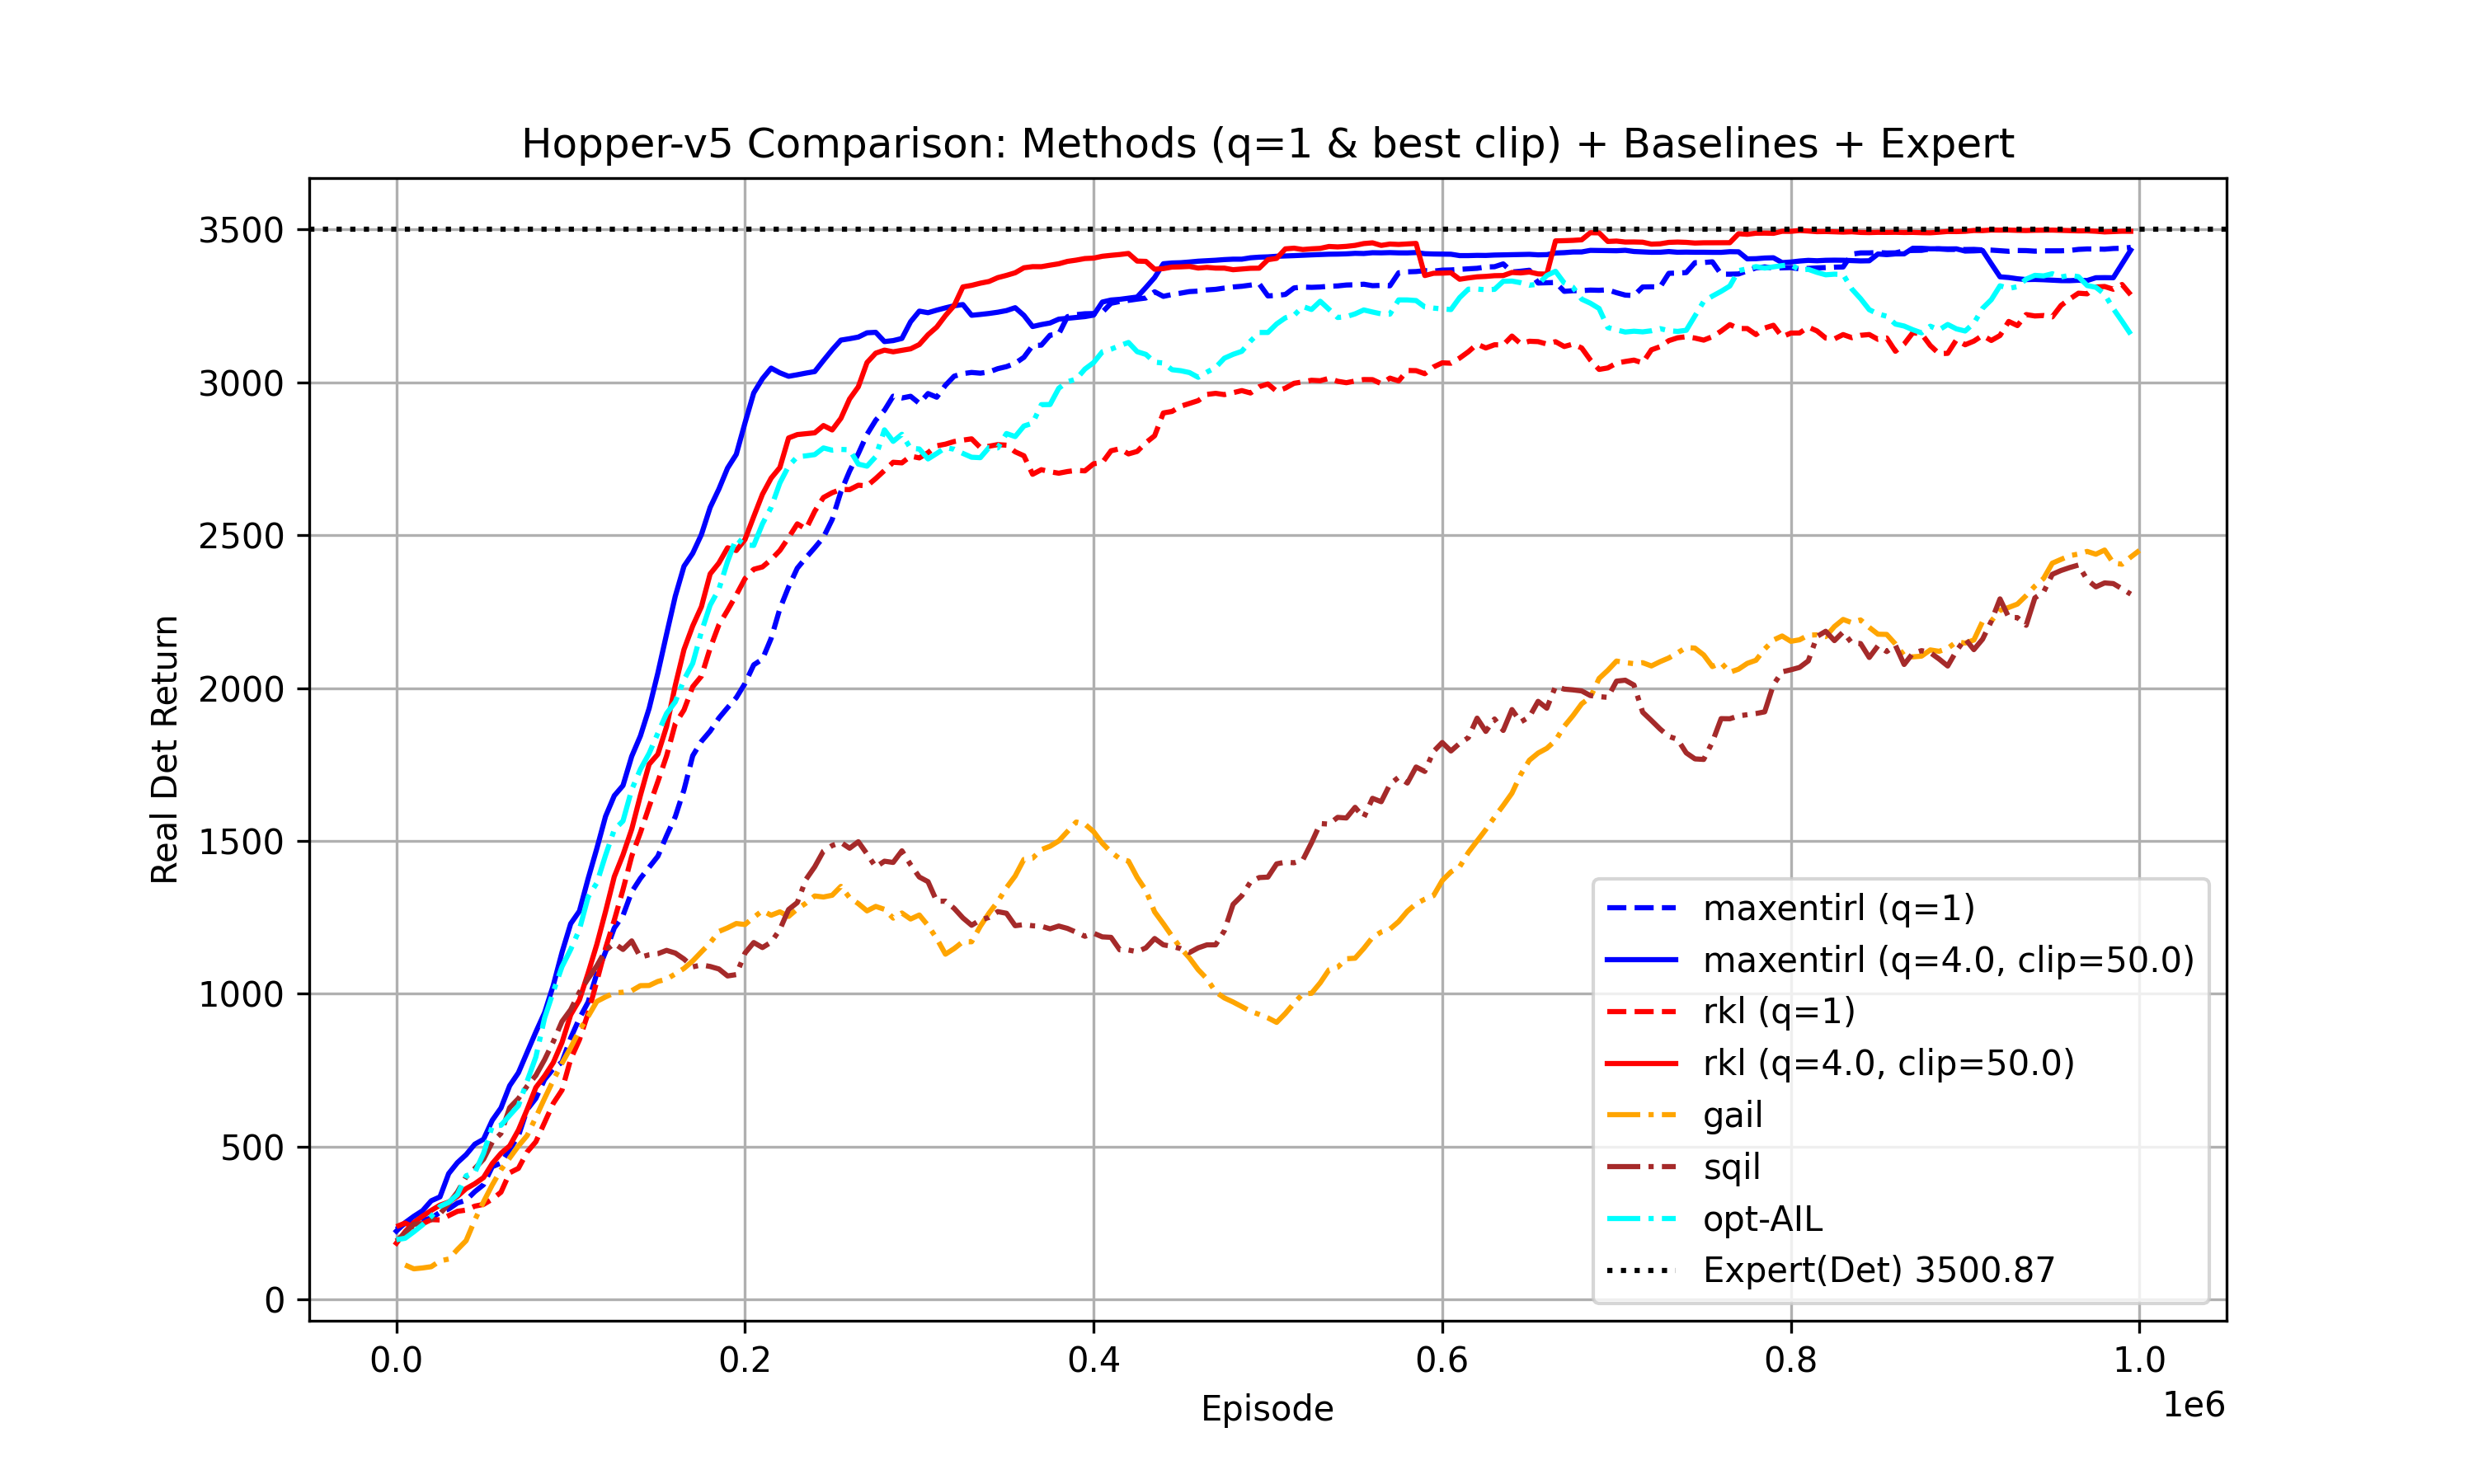 Hopper-v5 Comparison: Methods (q=1 & best clip) + Baselines + Expert
Real Det Return
3500
3000
2500
2000
1500
1000
500
0
0.0
0.2
0.4
0.6
0.8
1.0
1e6
Episode
maxentirl (q=1)
maxentirl (q=4.0, clip=50.0)
rkl (q=1)
rkl (q=4.0, clip=50.0)
gail
sqil
opt-AIL
Expert(Det) 3500.87